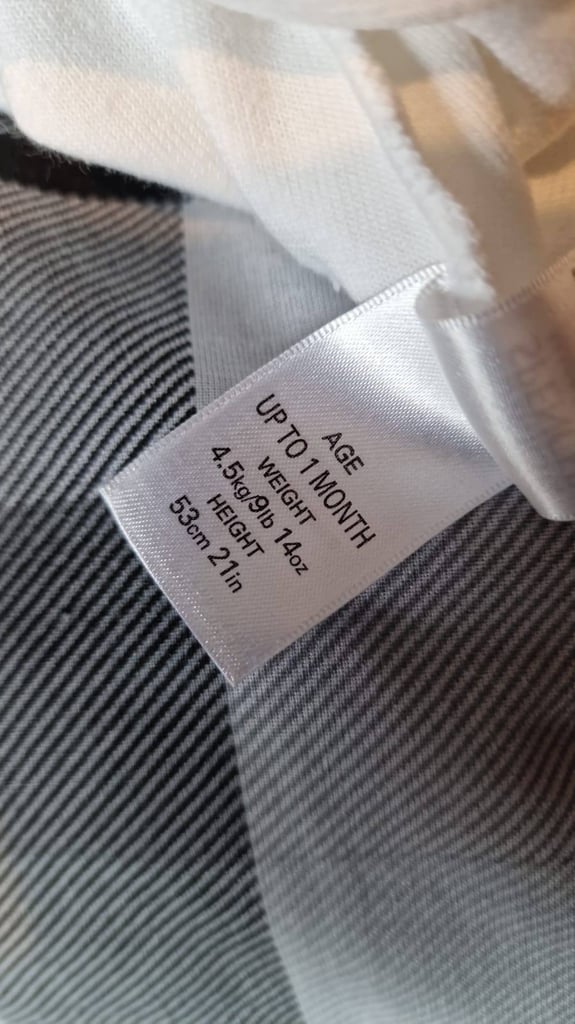 AGE
UP TO 1 MONTH
WEIGHT
4.5kg/9lb 14oz
HEIGHT
53cm 21in